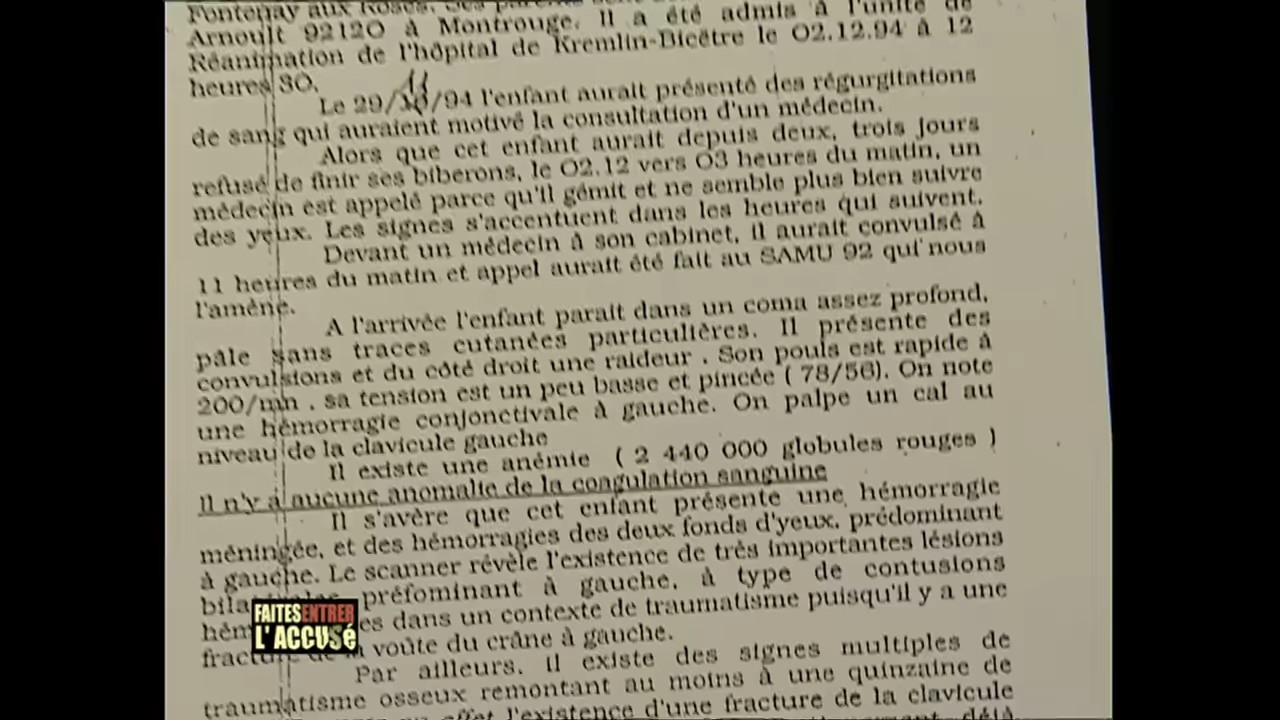 Fontenay aux Roses. Ses parents
Arnoult 92120 à Montrouge. Il a été admis à l'unité de
Réanimation de l'hôpital de Kremlin-Bicêtre le 02.12.94 à 12
heures 30.
11
Le 29/10/94 l'enfant aurait présenté des régurgitations
de sang qui auraient motivé la consultation d'un médecin.
Alors que cet enfant aurait depuis deux, trois jours
refusé de finir ses biberons, le 02.12 vers 03 heures du matin, un
médecin est appelé parce qu'il gémit et ne semble plus bien suivre
des yeux. Les signes s'accentuent dans les heures qui suivent.
Devant un médecin à son cabinet, il aurait convulsé à
11 heures du matin et appel aurait été fait au SAMU 92 qui nous
l'amène.
A l'arrivée l'enfant parait dans un coma assez profond,
pâle sans traces cutanées particulières. Il présente des
convulsions et du côté droit une raideur . Son pouls est rapide à
200/mn , sa tension est un peu basse et pincée ( 78/56). On note
une hémorragie conjonctivale à gauche. On palpe un cal au
niveau de la clavicule gauche
Il existe une anémie ( 2 440 000 globules rouges )
Il n'y a aucune anomalie de la coagulation sanguine
Il s'avère que cet enfant présente une hémorragie
méningée, et des hémorragies des deux fonds d'yeux, prédominant
à gauche. Le scanner révèle l'existence de très importantes lésions
préfominant à gauche, à type de contusions
dans un contexte de traumatisme puisqu'il y a une
voûte du crâne à gauche.
Par ailleurs, il existe des signes multiples de
traumatisme osseux remontant au moins à une quinzaine de
effet l'existence d'une fracture de la clavicule
déjà
FAITES ENTRER
L'ACCUSé